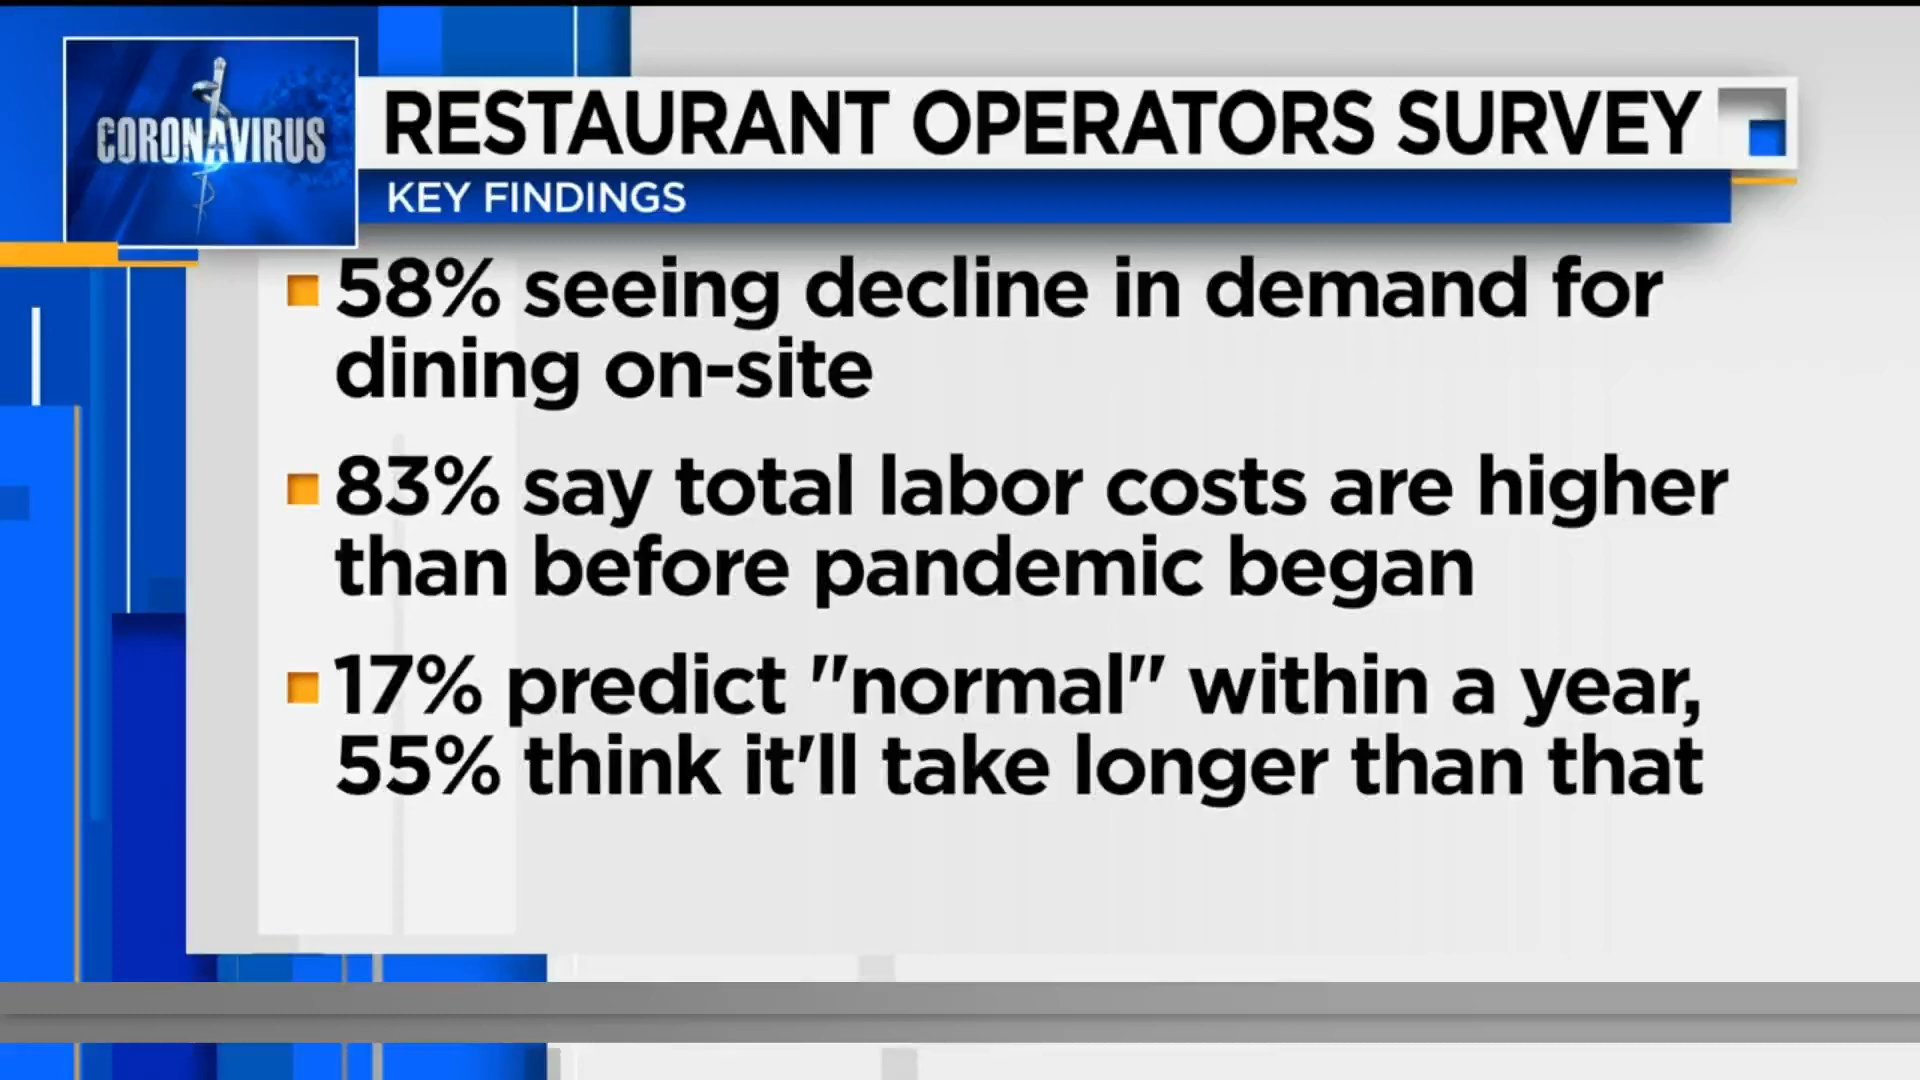 CORONAVIRUS
RESTAURANT OPERATORS SURVEY
KEY FINDINGS
58% seeing decline in demand for
dining on-site
83% say total labor costs are higher
than before pandemic began
17% predict "normal" within a year,
55% think it'll take longer than that